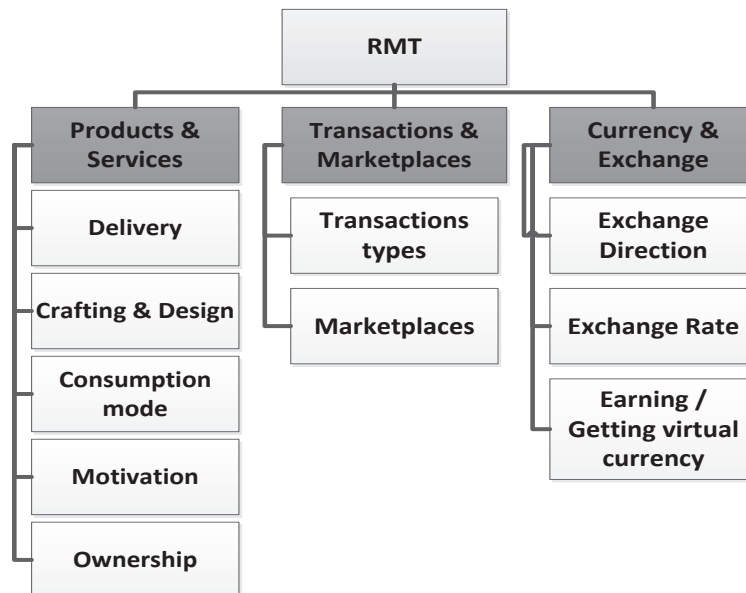 RMT
Products &
Services
Delivery
Crafting & Design
Consumption
mode
Motivation
Ownership
Transactions &
Marketplaces
Transactions
types
Marketplaces
Currency &
Exchange
Exchange
Direction
Exchange Rate
Earning /
Getting virtual
currency